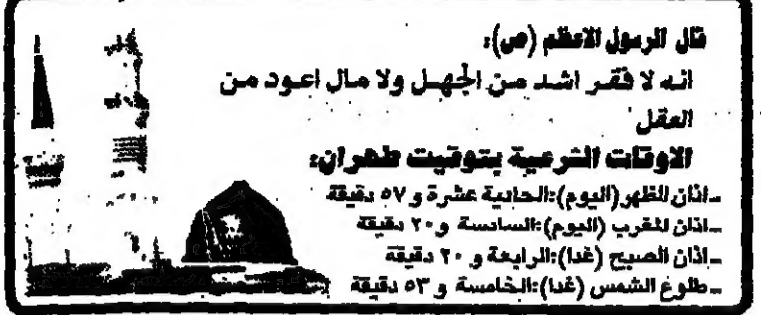 قال الرسول الاعظم (ص):
انه لا فقر اشد من الجهل ولا مال اعود من
العقل
الاوقات الشرعية بتوقيت طهران:
ـ اذان الظهر (اليوم): الحادية عشرة و ٥٧ دقيقة
ـ اذان المغرب (اليوم): السادسة و ٢٠ دقيقة
ـ اذان الصبح (غدا): الرابعة و ٢٠ دقيقة
ـ طلوع الشمس (غدا): الخامسة و ٥٣ دقيقة